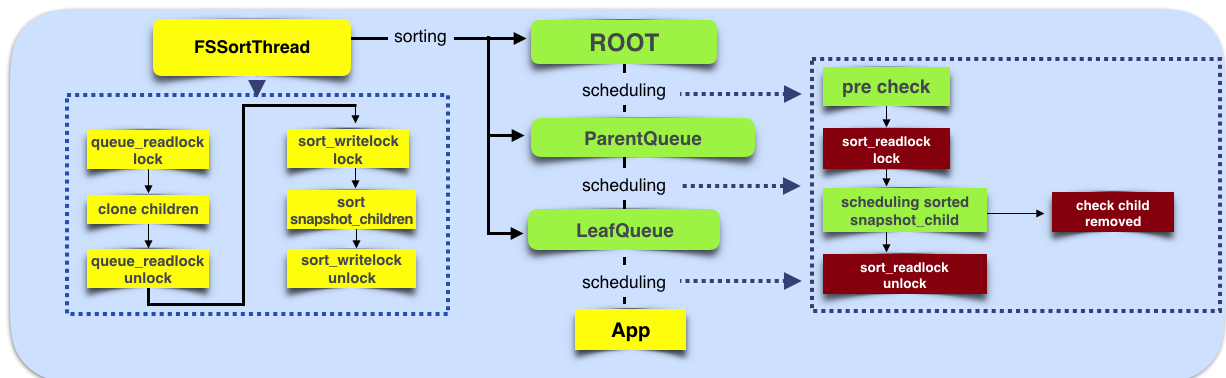 FSSortThread
sorting
queue_readlock
lock
clone children
queue_readlock
unlock
sort_writelock
lock
sort
snapshot_children
sort_writelock
unlock
ROOT
scheduling
ParentQueue
scheduling
LeafQueue
scheduling
App
pre check
sort_readlock
lock
scheduling sorted
snapshot_child
check child
removed
sort_readlock
unlock